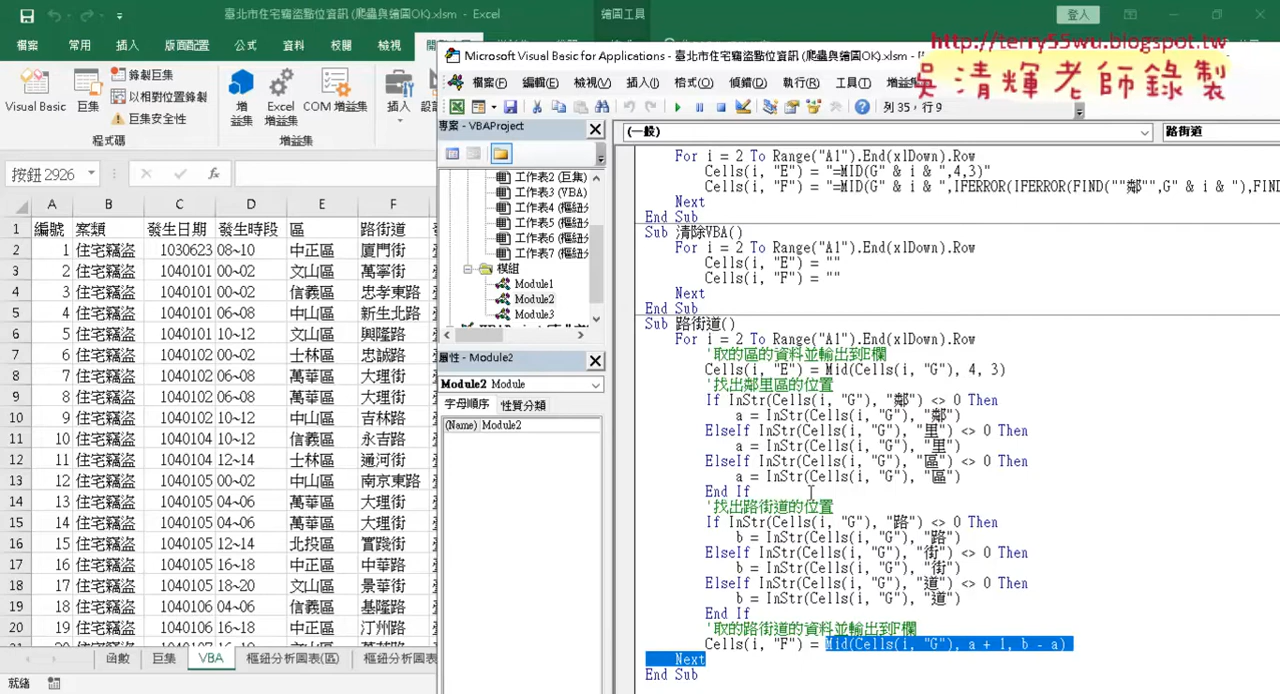 臺北市住宅竊盜點位資訊 (爬蟲與繪圖OK).xlsm - Excel
繪圖工具
登入
檔案 常用 插入 版面配置 公式 資料 校閱 檢視
http://terry55wu.blogspot.tw
吳清輝老師錄製
Visual Basic
巨集
錄製巨集
以相對位置錄製
巨集安全性
程式碼
增益集
Excel 增益集
COM 增益集
增益集
插入
Microsoft Visual Basic for Applications - 臺北市住宅竊盜點位資訊 (爬蟲與繪圖OK).xlsm
檔案(F) 編輯(E) 檢視(V) 插入(I) 格式(O) 偵錯(D) 執行(R) 工具(T)
列 35，行 9
專案 - VBAProject
工作表2 (巨集)
工作表3 (VBA)
工作表4 (樞紐分
工作表5 (樞紐分
工作表6 (樞紐分
工作表7 (樞紐分
模組
Module1
Module2
Module3
屬性 - Module2
Module2 Module
字母順序 性質分類
(Name) Module2
(一般) 路街道
For i = 2 To Range("A1").End(xlDown).Row
Cells(i, "E") = "=MID(G" & i & ",4,3)"
Cells(i, "F") = "=MID(G" & i & ",IFERROR(IFERROR(FIND(""鄰"",G" & i & "),FIND
Next
End Sub
Sub 清除VBA()
For i = 2 To Range("A1").End(xlDown).Row
Cells(i, "E") = ""
Cells(i, "F") = ""
Next
End Sub
Sub 路街道()
For i = 2 To Range("A1").End(xlDown).Row
'取的區的資料並輸出到E欄
Cells(i, "E") = Mid(Cells(i, "G"), 4, 3)
'找出鄰里區的位置
If InStr(Cells(i, "G"), "鄰") <> 0 Then
a = InStr(Cells(i, "G"), "鄰")
ElseIf InStr(Cells(i, "G"), "里") <> 0 Then
a = InStr(Cells(i, "G"), "里")
ElseIf InStr(Cells(i, "G"), "區") <> 0 Then
a = InStr(Cells(i, "G"), "區")
End If
'找出路街道的位置
If InStr(Cells(i, "G"), "路") <> 0 Then
b = InStr(Cells(i, "G"), "路")
ElseIf InStr(Cells(i, "G"), "街") <> 0 Then
b = InStr(Cells(i, "G"), "街")
ElseIf InStr(Cells(i, "G"), "道") <> 0 Then
b = InStr(Cells(i, "G"), "道")
End If
'取的路街道的資料並輸出到F欄
Cells(i, "F") = Mid(Cells(i, "G"), a + 1, b - a)
Next
End Sub
按鈕 2926
fx
A B C D E F
1 編號 案類 發生日期 發生時段 區 路街道
2 1 住宅竊盜 1030623 08~10 中正區 廈門街
3 2 住宅竊盜 1040101 00~02 文山區 萬寧街
4 3 住宅竊盜 1040101 00~02 信義區 忠孝東路
5 4 住宅竊盜 1040101 06~08 中山區 新生北路
6 5 住宅竊盜 1040101 10~12 文山區 興隆路
7 6 住宅竊盜 1040102 00~02 士林區 忠誠路
8 7 住宅竊盜 1040102 06~08 萬華區 大理街
9 8 住宅竊盜 1040102 06~08 萬華區 大理街
10 9 住宅竊盜 1040102 10~12 中山區 吉林路
11 10 住宅竊盜 1040104 10~12 信義區 永吉路
12 11 住宅竊盜 1040104 12~14 士林區 通河街
13 12 住宅竊盜 1040105 00~02 中山區 南京東路
14 13 住宅竊盜 1040105 04~06 萬華區 大理街
15 14 住宅竊盜 1040105 04~06 萬華區 大理街
16 15 住宅竊盜 1040105 12~14 北投區 實踐街
17 16 住宅竊盜 1040105 16~18 中正區 中華路
18 17 住宅竊盜 1040105 18~20 文山區 景華街
19 18 住宅竊盜 1040106 04~06 信義區 基隆路
20 19 住宅竊盜 1040106 16~18 中正區 汀州路
函數 巨集 VBA 樞紐分析圖表(區) 樞紐分析圖表
就緒